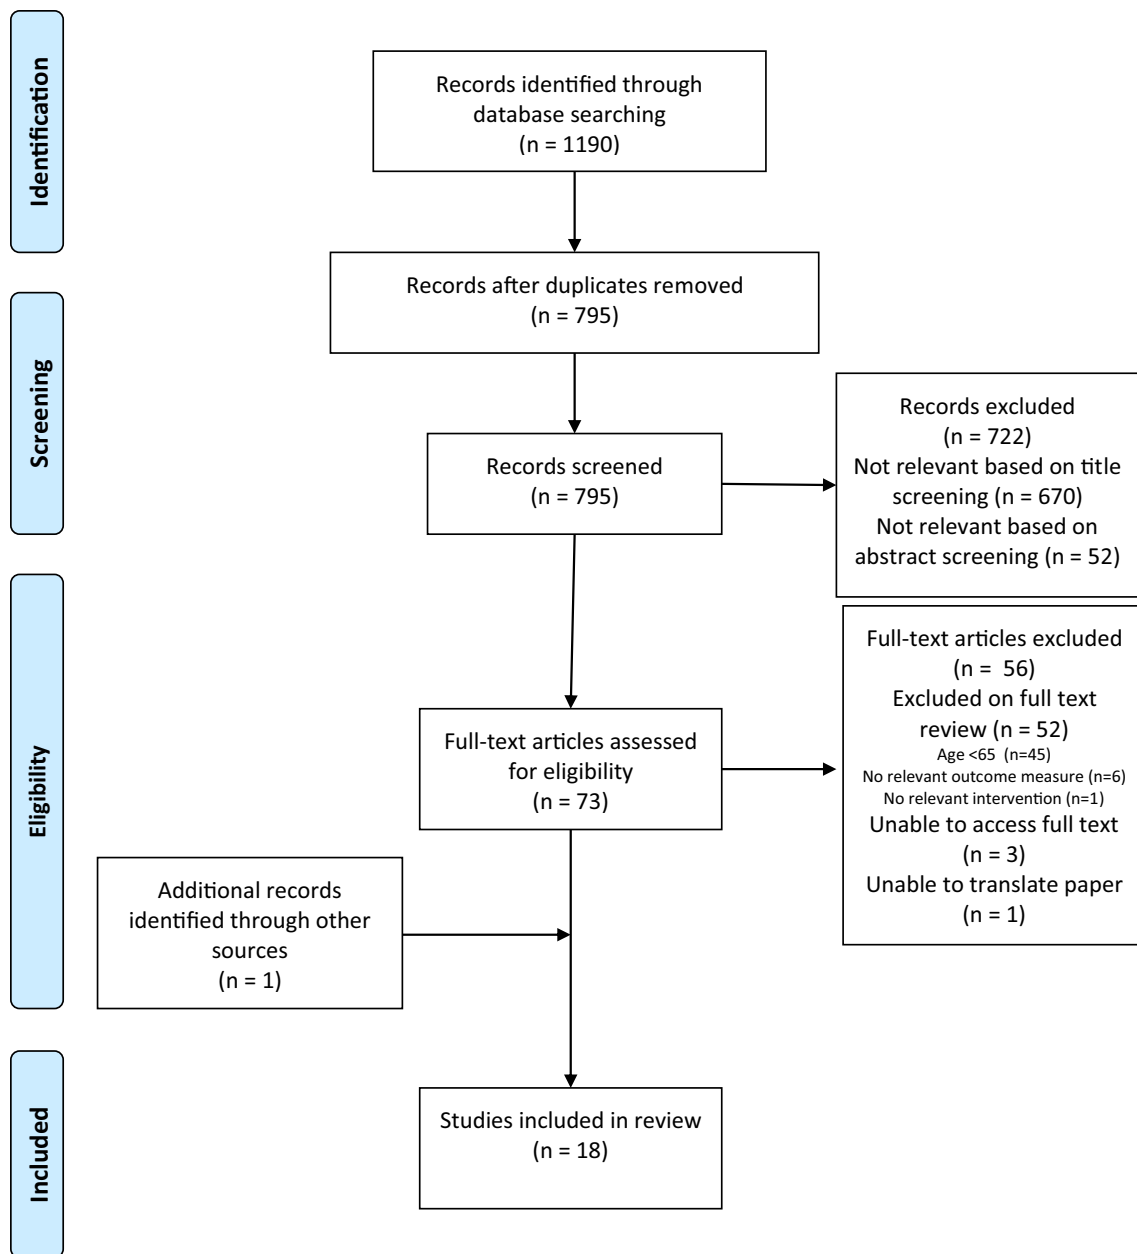 Identification
Records identified through
database searching
(n = 1190)
Records after duplicates removed
(n = 795)
Screening
Records screened
(n = 795)
Records excluded
(n = 722)
Not relevant based on title
screening (n = 670)
Not relevant based on
abstract screening (n = 52)
Eligibility
Full-text articles assessed
for eligibility
(n = 73)
Full-text articles excluded
(n =  56)
Excluded on full text
review (n = 52)
Age <65  (n=45)
No relevant outcome measure (n=6)
No relevant intervention (n=1)
Unable to access full text
(n = 3)
Unable to translate paper
(n = 1)
Additional records
identified through other
sources
(n = 1)
Included
Studies included in review
(n = 18)